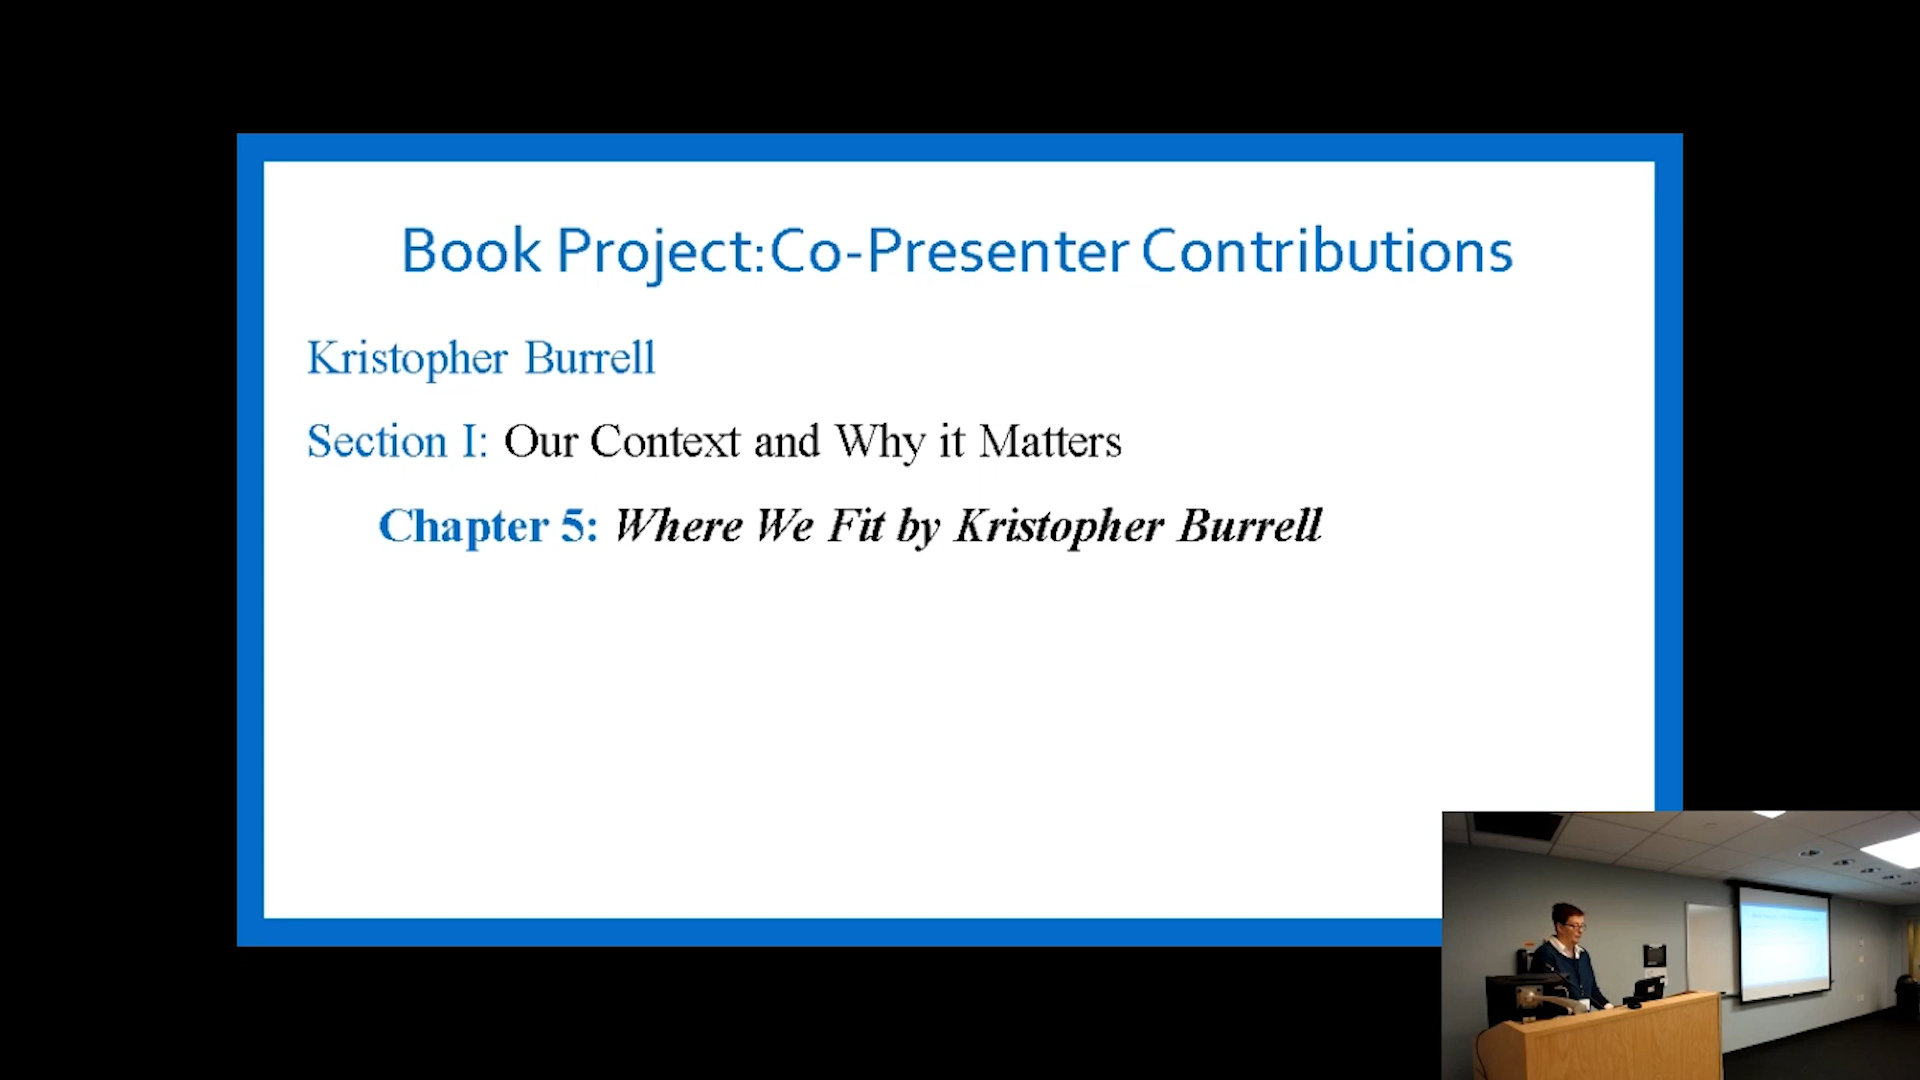 Book Project:Co-Presenter Contributions
Kristopher Burrell
Section I: Our Context and Why it Matters
Chapter 5: Where We Fit by Kristopher Burrell